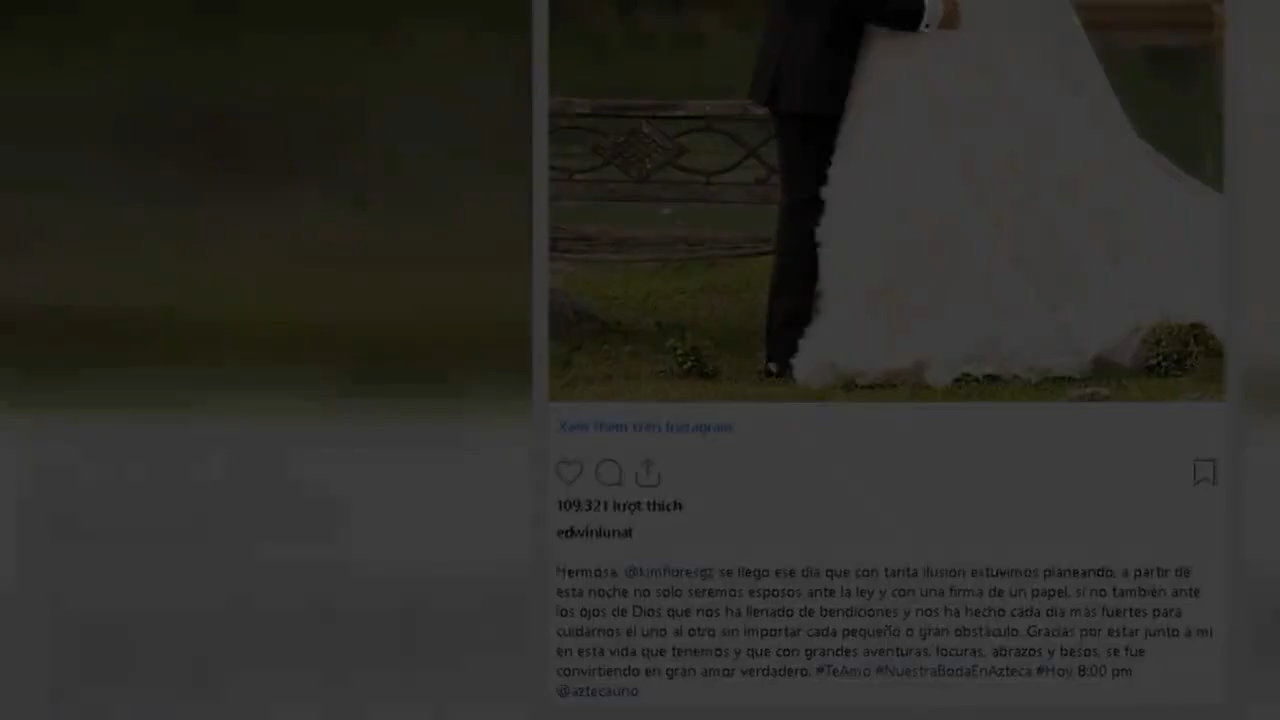 Xem thêm trên Instagram
109.321 lượt thích
edwinlunat
Hermosa @kimfloresgz se llego ese día que con tanta ilusión estuvimos planeando, a partir de
esta noche no solo seremos esposos ante la ley y con una firma de un papel, si no también ante
los ojos de Dios que nos ha llenado de bendiciones y nos ha hecho cada día más fuertes para
cuidarnos el uno al otro sin importar cada pequeño o gran obstáculo. Gracias por estar junto a mi
en esta vida que tenemos y que con grandes aventuras, locuras, abrazos y besos, se fue
convirtiendo en gran amor verdadero. #TeAmo #NuestraBodaEnAzteca #Hoy 8:00 pm
@aztecauno